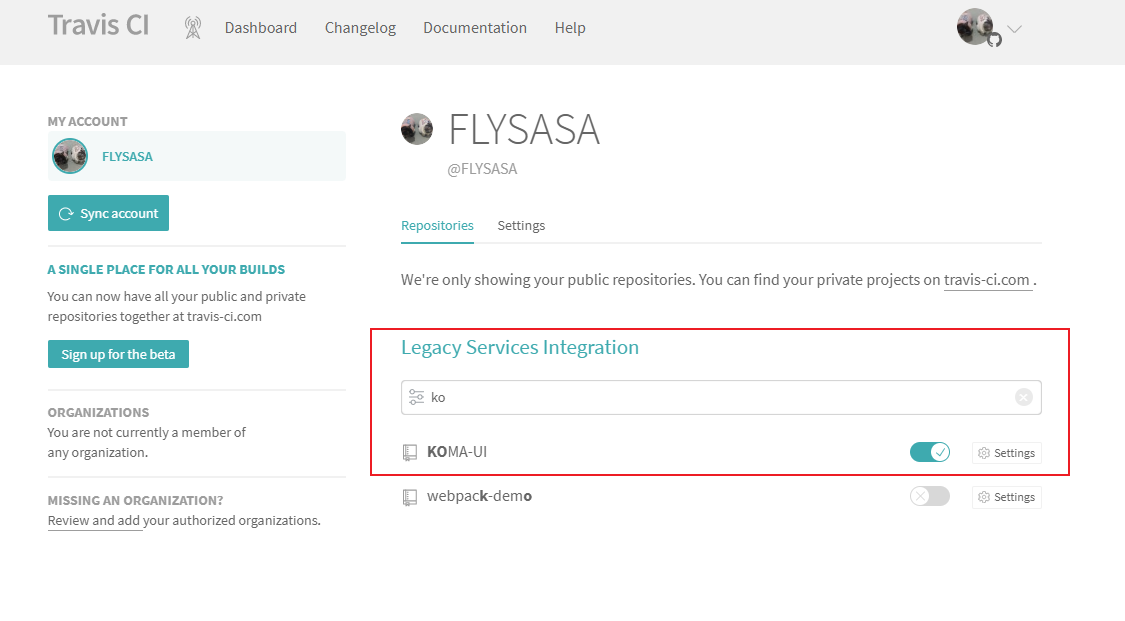 Travis CI
Dashboard
Changelog
Documentation
Help
MY ACCOUNT
FLYSASA
Sync account
A SINGLE PLACE FOR ALL YOUR BUILDS
You can now have all your public and private
repositories together at travis-ci.com
Sign up for the beta
ORGANIZATIONS
You are not currently a member of
any organization.
MISSING AN ORGANIZATION?
Review and add your authorized organizations.
FLYSASA
@FLYSASA
Repositories
Settings
We're only showing your public repositories. You can find your private projects on travis-ci.com .
Legacy Services Integration
ko
KOMA-UI
Settings
webpack-demo
Settings